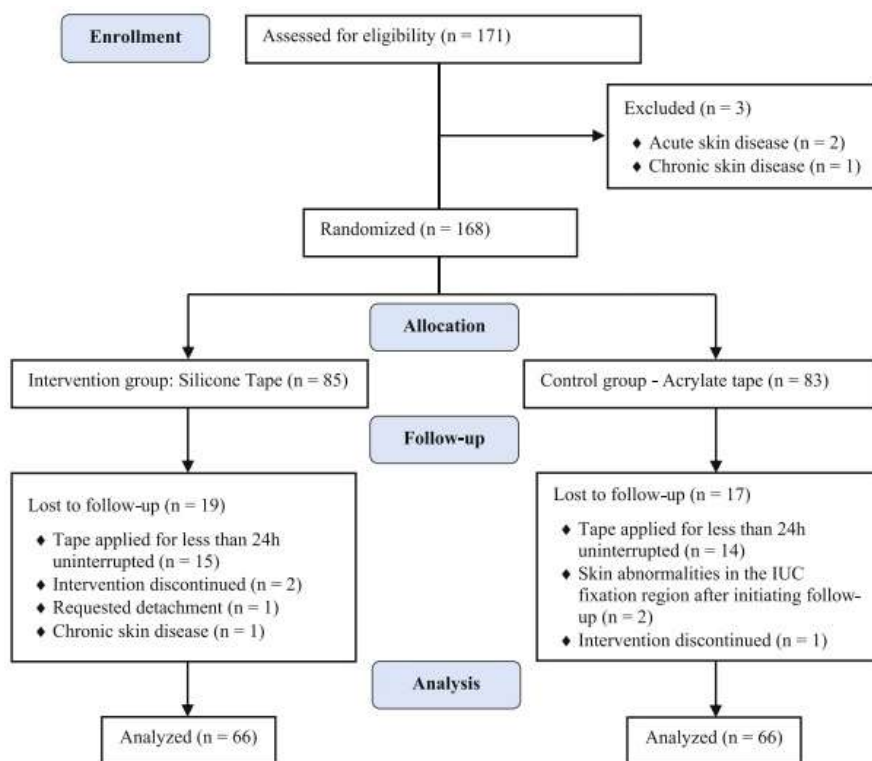 Enrollment
Assessed for eligibility (n = 171)
Excluded (n = 3)
♦ Acute skin disease (n = 2)
♦ Chronic skin disease (n = 1)
Randomized (n = 168)
Allocation
Intervention group: Silicone Tape (n = 85)
Control group - Acrylate tape (n = 83)
Follow-up
Lost to follow-up (n = 19)
♦ Tape applied for less than 24h
uninterrupted (n = 15)
♦ Intervention discontinued (n = 2)
♦ Requested detachment (n = 1)
♦ Chronic skin disease (n = 1)
Lost to follow-up (n = 17)
♦ Tape applied for less than 24h
uninterrupted (n = 14)
♦ Skin abnormalities in the IUC
fixation region after initiating follow-
up (n = 2)
♦ Intervention discontinued (n = 1)
Analysis
Analyzed (n = 66)
Analyzed (n = 66)